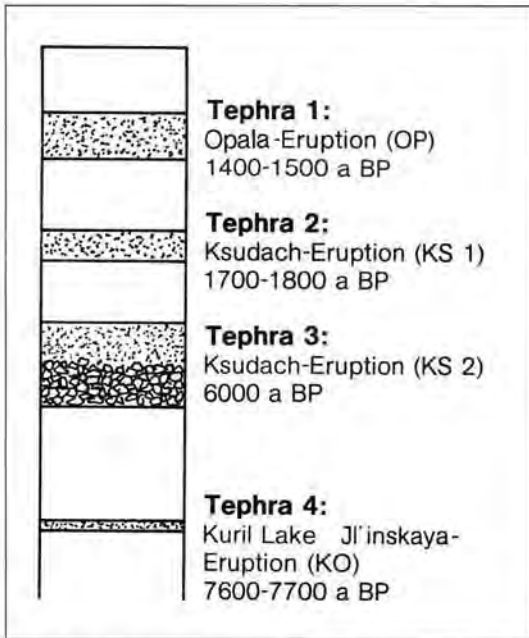 Tephra 1:
Opala-Eruption (OP)
1400-1500 a BP
Tephra 2:
Ksudach-Eruption (KS 1)
1700-1800 a BP
Tephra 3:
Ksudach-Eruption (KS 2)
6000 a BP
Tephra 4:
Kuril Lake Jl'inskaya-
Eruption (KO)
7600-7700 a BP